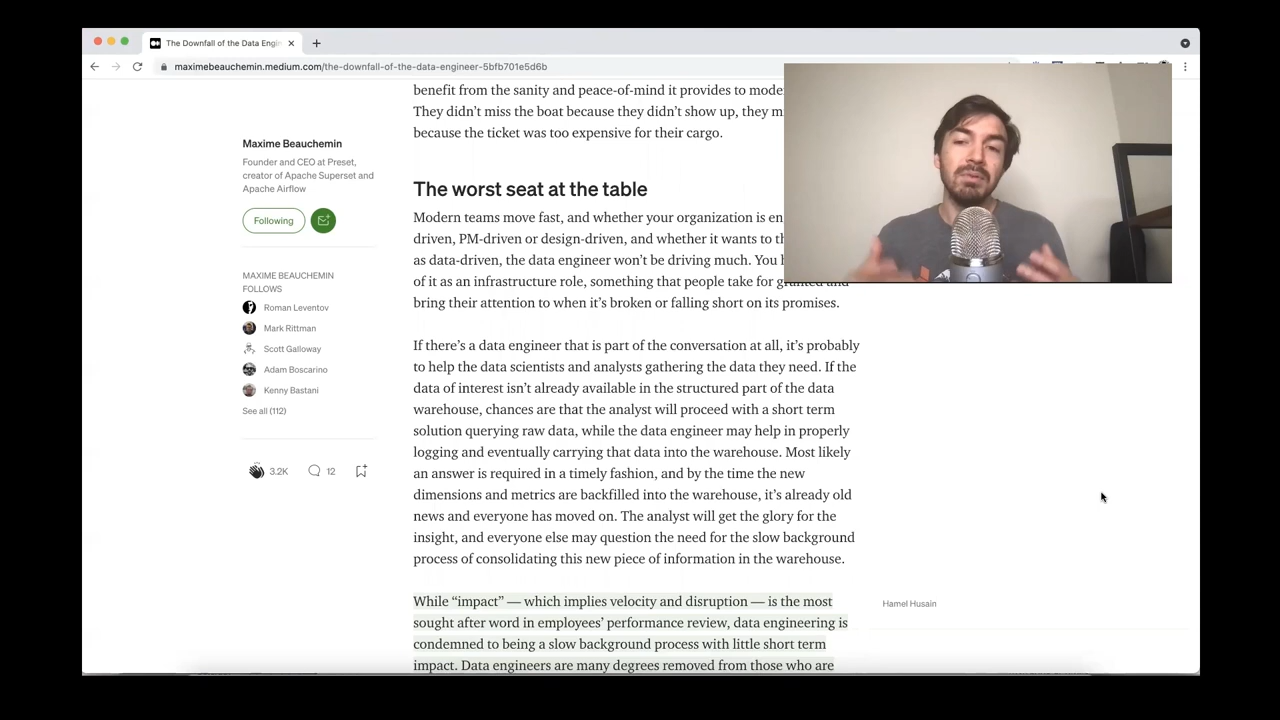 The Downfall of the Data Engin
maximebeauchemin.medium.com/the-downfall-of-the-data-engineer-5bfb701e5d6b
Maxime Beauchemin
Founder and CEO at Preset,
creator of Apache Superset and
Apache Airflow
Following
MAXIME BEAUCHEMIN
FOLLOWS
Roman Leventov
Mark Rittman
Scott Galloway
Adam Boscarino
Kenny Bastani
See all (112)
3.2K
12
benefit from the sanity and peace-of-mind it provides to mode
They didn't miss the boat because they didn't show up, they m
because the ticket was too expensive for their cargo.
The worst seat at the table
Modern teams move fast, and whether your organization is en
driven, PM-driven or design-driven, and whether it wants to th
as data-driven, the data engineer won't be driving much. You h
of it as an infrastructure role, something that people take for granted and
bring their attention to when it's broken or falling short on its promises.
If there's a data engineer that is part of the conversation at all, it's probably
to help the data scientists and analysts gathering the data they need. If the
data of interest isn't already available in the structured part of the data
warehouse, chances are that the analyst will proceed with a short term
solution querying raw data, while the data engineer may help in properly
logging and eventually carrying that data into the warehouse. Most likely
an answer is required in a timely fashion, and by the time the new
dimensions and metrics are backfilled into the warehouse, it's already old
news and everyone has moved on. The analyst will get the glory for the
insight, and everyone else may question the need for the slow background
process of consolidating this new piece of information in the warehouse.
While “impact” — which implies velocity and disruption — is the most
sought after word in employees' performance review, data engineering is
condemned to being a slow background process with little short term
impact. Data engineers are many degrees removed from those who are
Hamel Husain